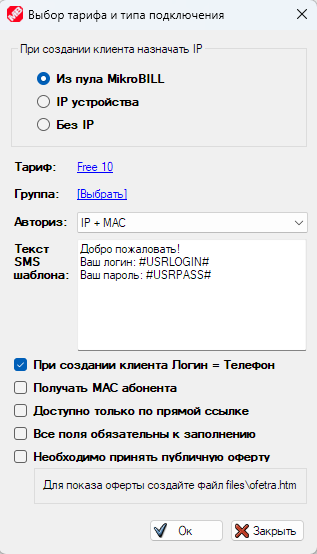 Выбор тарифа и типа подключения
При создании клиента назначать IP
Из пула MikroBILL
IP устройства
Без IP
Тариф: Free 10
Группа: [Выбрать]
Авториз: IP + MAC
Текст SMS шаблона:
Добро пожаловать!
Ваш логин: #USRLOGIN#
Ваш пароль: #USRPASS#
При создании клиента Логин = Телефон
Получать MAC абонента
Доступно только по прямой ссылке
Все поля обязательны к заполнению
Необходимо принять публичную оферту
Для показа оферты создайте файл files\ofetra.htm
Ок
Закрыть